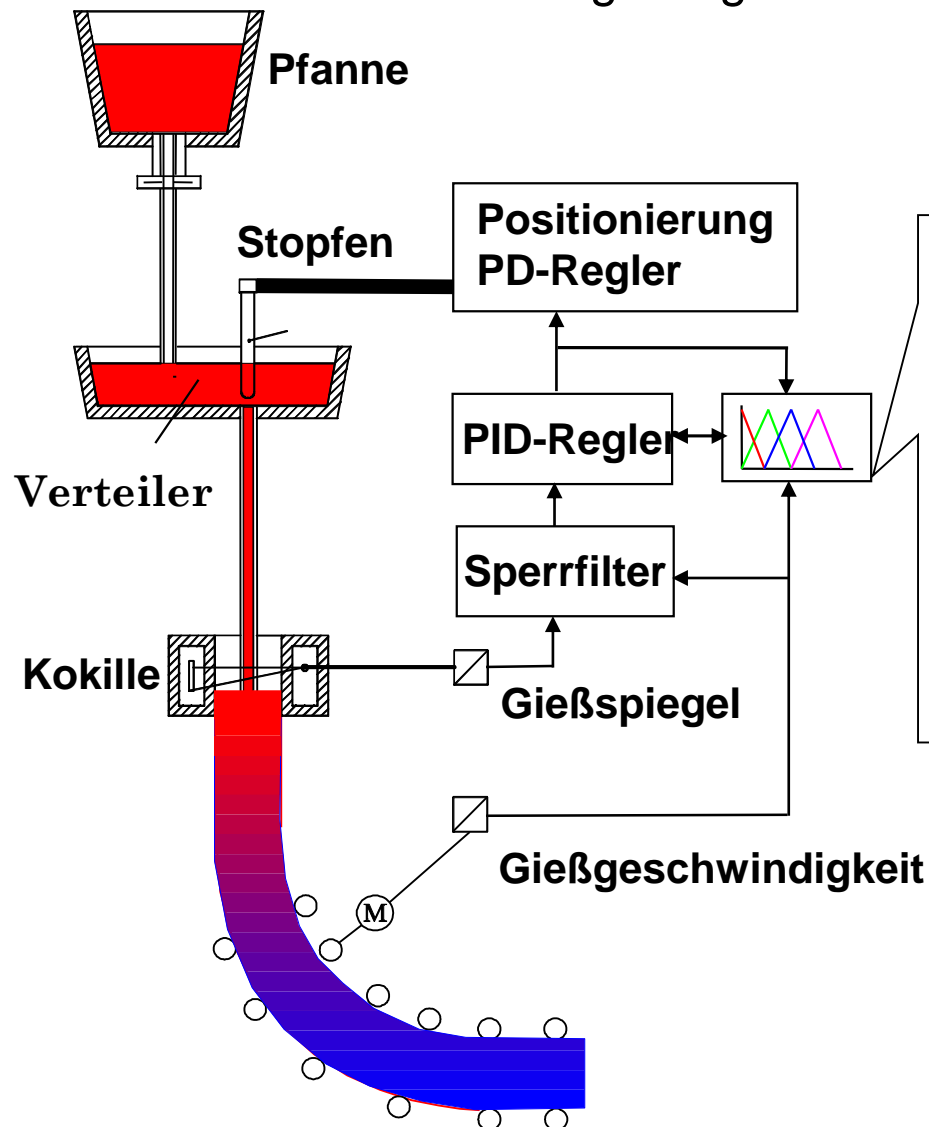 Pfanne
Stopfen
Positionierung
PD-Regler
PID-Regler
Verteiler
Sperrfilter
Kokille
Gießspiegel
Gießgeschwindigkeit
M